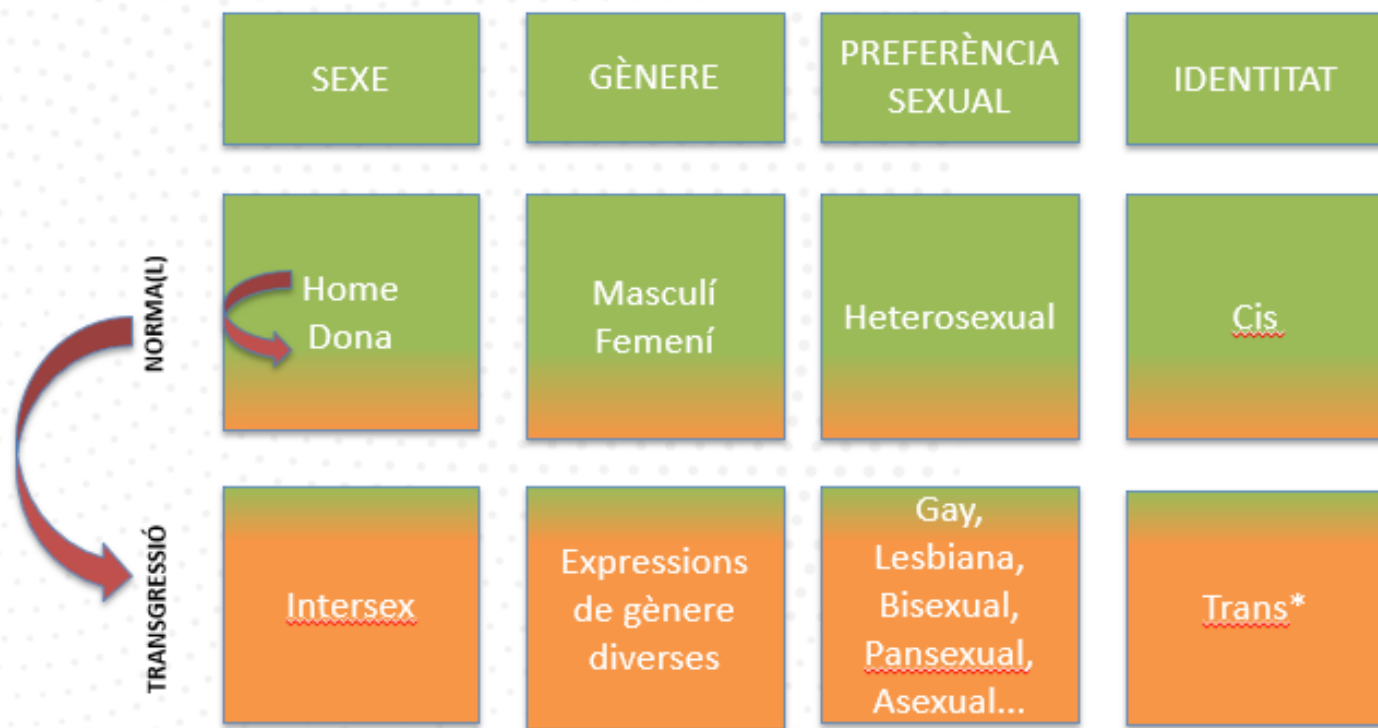 SEXE
GÈNERE
PREFERÈNCIA
SEXUAL
IDENTITAT
NORMA(L)
Home
Dona
Masculí
Femení
Heterosexual
Cis
TRANSGRESSIÓ
Intersex
Expressions
de gènere
diverses
Gay,
Lesbiana,
Bisexual,
Pansexual,
Asexual...
Trans*